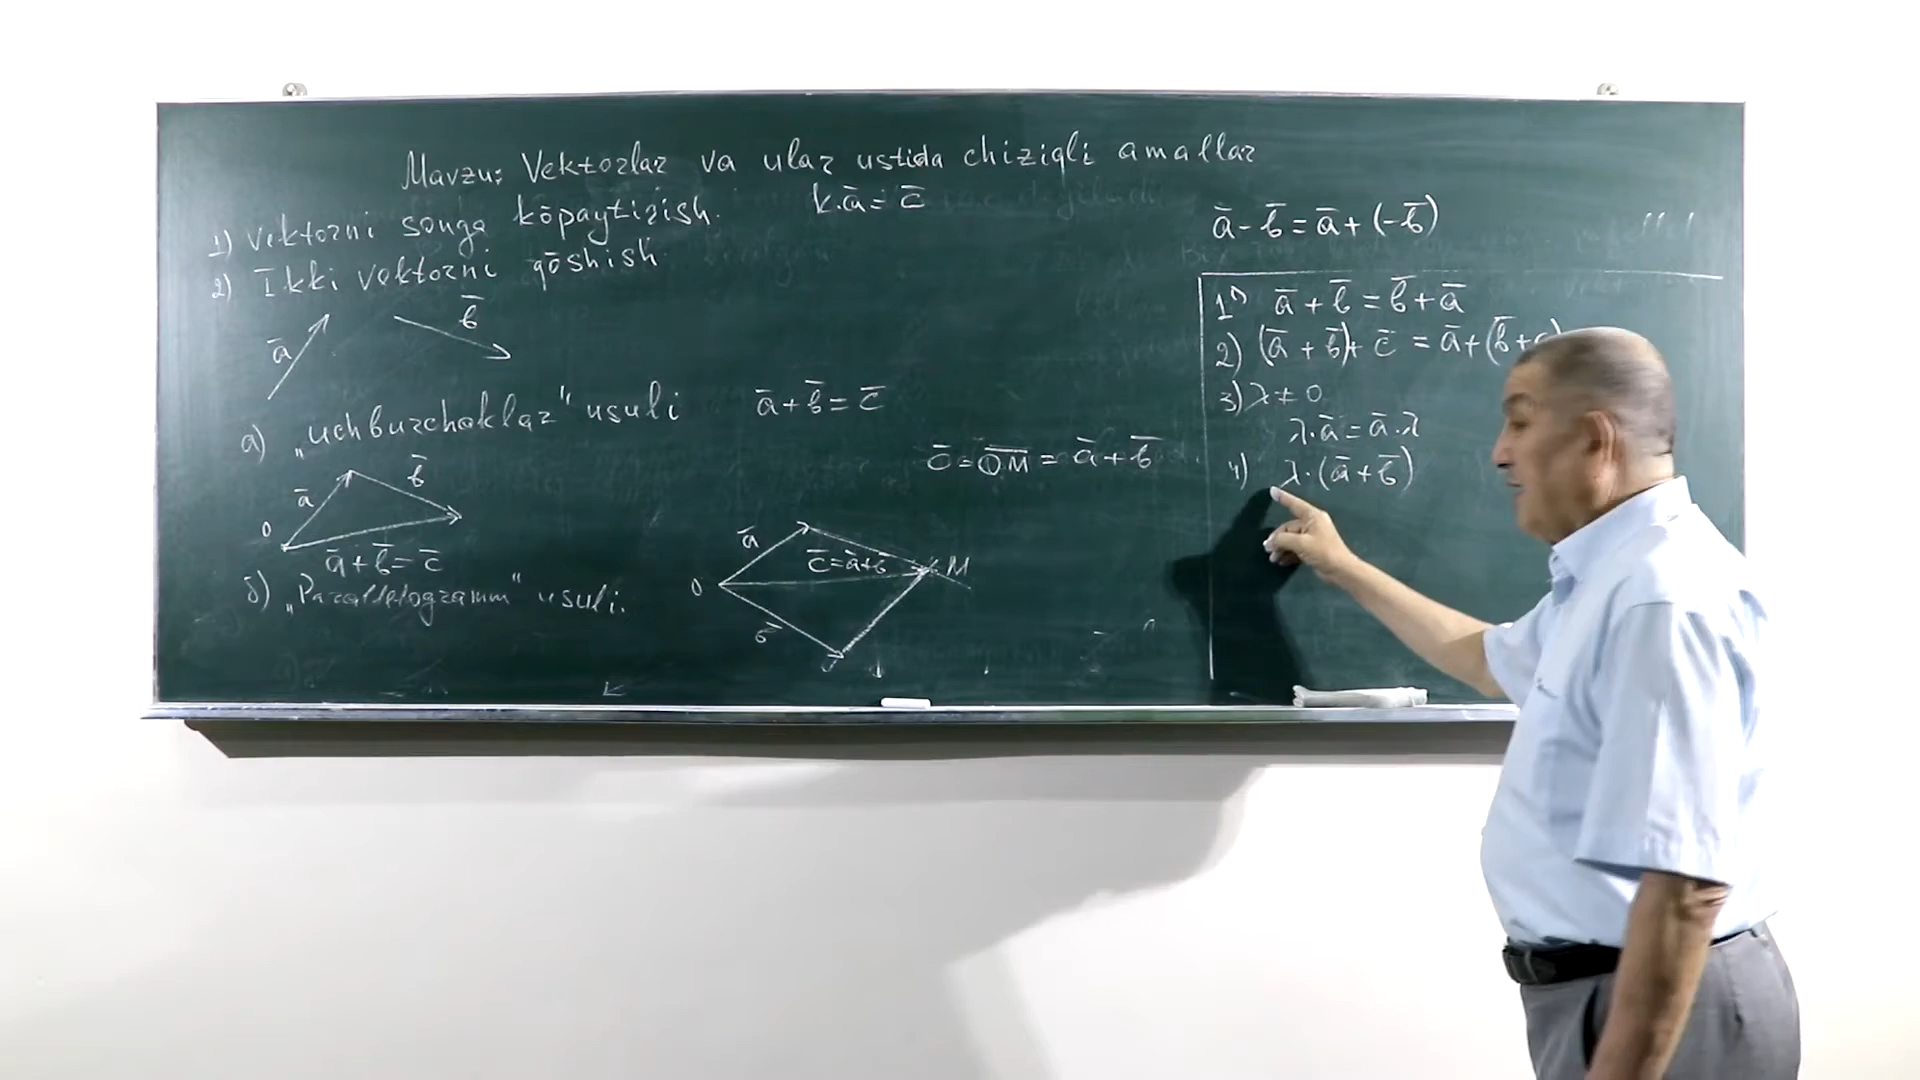 Mavzu: Vektorlar va ular ustida chiziqli amallar
1) Vektorni songa kōpaytirish. k·a̅ = c̅
2) Ikki vektorni qōshish.
a̅
b̅
a) „uchburchaklar" usuli a̅ + b̅ = c̅
a̅
b̅
0
a̅ + b̅ = c̅
б) „Parallelogramm" usuli.
c̅ = O͞M͞ = a̅ + b̅
a̅
c̅ = a̅ + b̅
M
0
b̅
a̅ - b̅ = a̅ + (-b̅)
1) a̅ + b̅ = b̅ + a̅
2) (a̅ + b̅) + c̅ = a̅ + (b̅ + c)
3) λ ≠ 0
λ·a̅ = a̅·λ
4) λ·(a̅ + b̅)